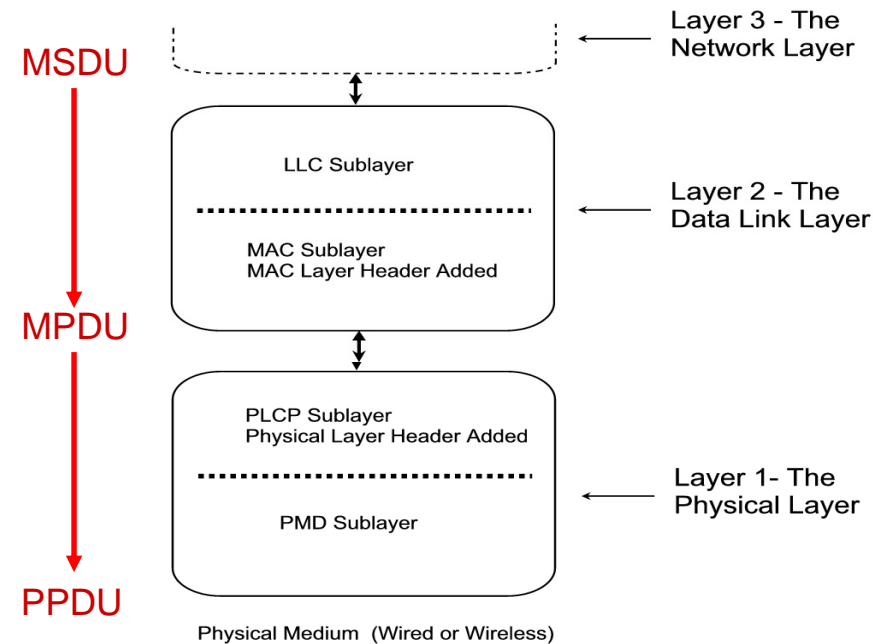 Layer 3 - The
Network Layer
MSDU
LLC Sublayer
Layer 2 - The
Data Link Layer
MAC Sublayer
MAC Layer Header Added
MPDU
PLCP Sublayer
Physical Layer Header Added
Layer 1- The
Physical Layer
PMD Sublayer
PPDU
Physical Medium (Wired or Wireless)